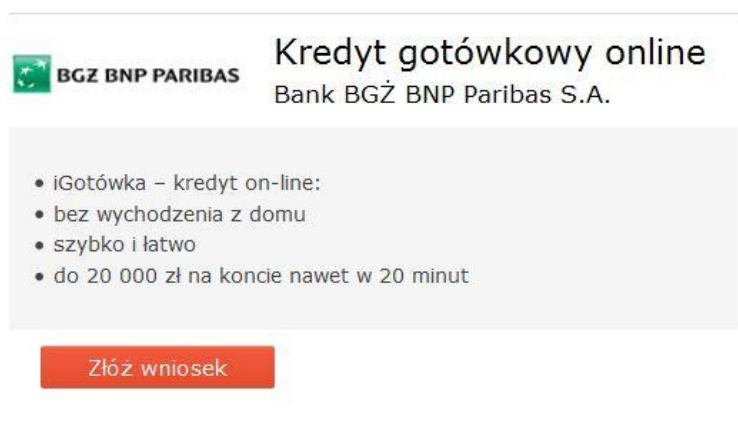 BGŻ BNP PARIBAS
Kredyt gotówkowy online
Bank BGŻ BNP Paribas S.A.
• iGotówka – kredyt on-line:
• bez wychodzenia z domu
• szybko i łatwo
• do 20 000 zł na koncie nawet w 20 minut
Złóż wniosek